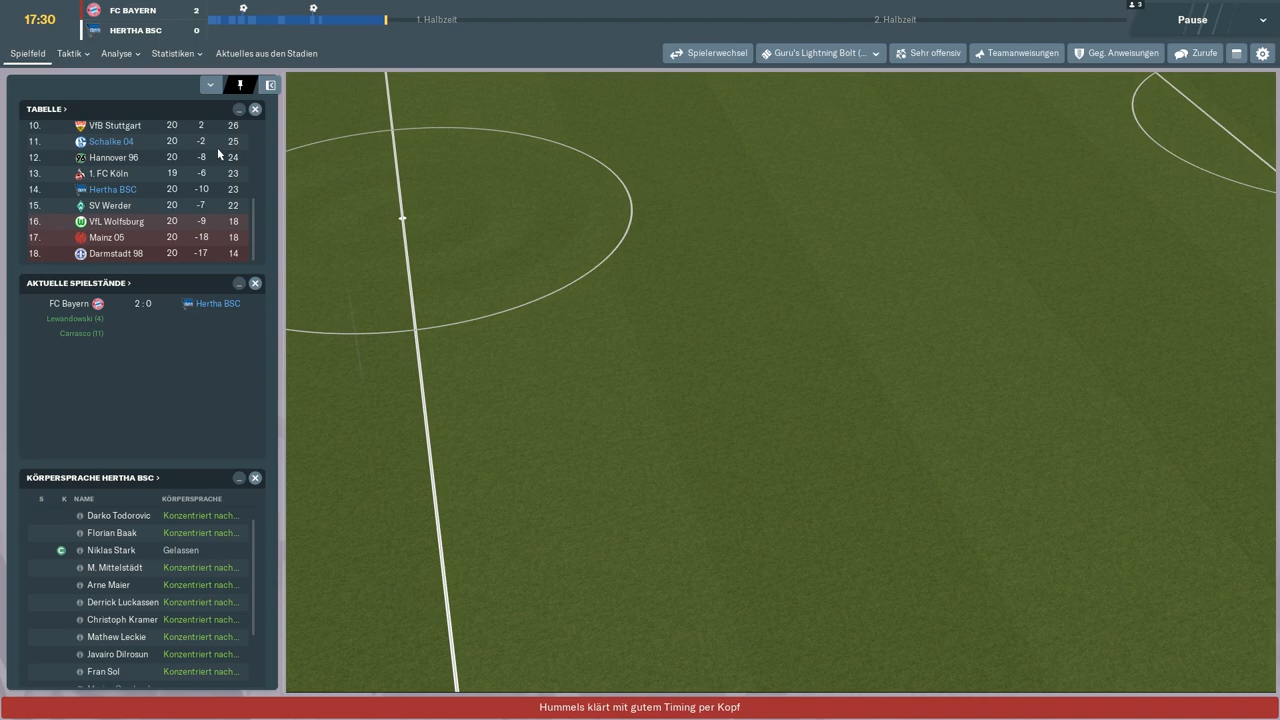 17:30
FC BAYERN 2
HERTHA BSC 0
1. Halbzeit
2. Halbzeit
3
Pause
Spielfeld
Taktik
Analyse
Statistiken
Aktuelles aus den Stadien
Spielerwechsel
Guru's Lightning Bolt (...
Sehr offensiv
Teamanweisungen
Geg. Anweisungen
Zurufe
TABELLE >
10. VfB Stuttgart 20 2 26
11. Schalke 04 20 -2 25
12. Hannover 96 20 -8 24
13. 1. FC Köln 19 -6 23
14. Hertha BSC 20 -10 23
15. SV Werder 20 -7 22
16. VfL Wolfsburg 20 -9 18
17. Mainz 05 20 -18 18
18. Darmstadt 98 20 -17 14
AKTUELLE SPIELSTÄNDE >
FC Bayern 2 : 0 Hertha BSC
Lewandowski (4)
Carrasco (11)
KÖRPERSPRACHE HERTHA BSC >
S K NAME KÖRPERSPRACHE
Darko Todorovic Konzentriert nach...
Florian Baak Konzentriert nach...
C Niklas Stark Gelassen
M. Mittelstädt Konzentriert nach...
Arne Maier Konzentriert nach...
Derrick Luckassen Konzentriert nach...
Christoph Kramer Konzentriert nach...
Mathew Leckie Konzentriert nach...
Javairo Dilrosun Konzentriert nach...
Fran Sol Konzentriert nach...
Hummels klärt mit gutem Timing per Kopf